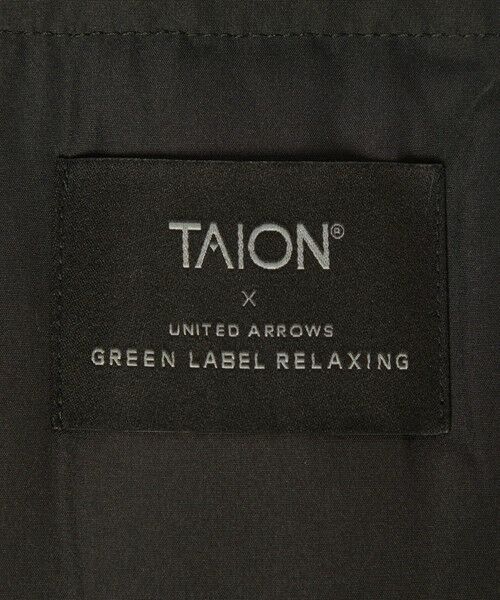 TAION®
X
UNITED ARROWS
GREEN LABEL RELAXING